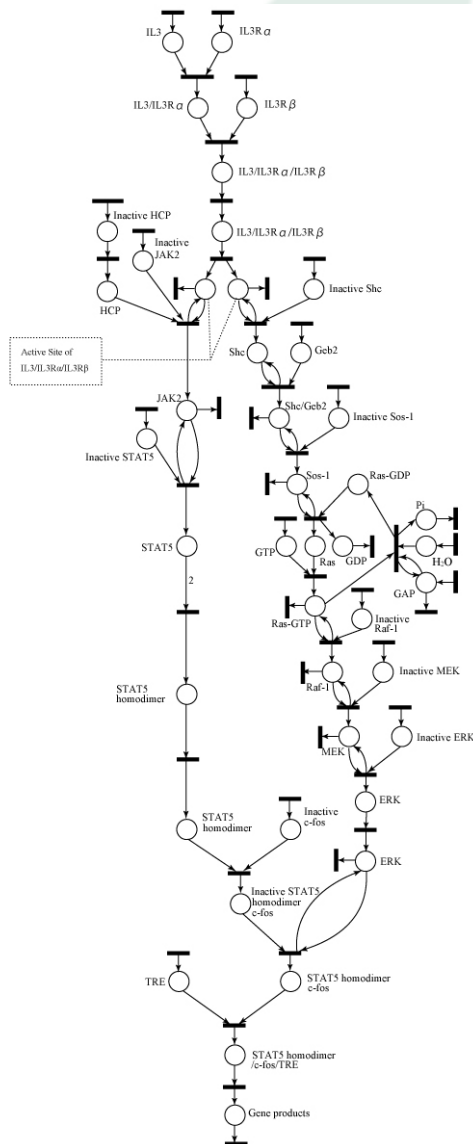 IL3
IL3Rα
IL3/IL3Rα
IL3Rβ
IL3/IL3Rα/IL3Rβ
IL3/IL3Rα/IL3Rβ
Inactive HCP
Inactive
JAK2
HCP
Inactive Shc
Active Site of
IL3/IL3Rα/IL3Rβ
Shc
Geb2
JAK2
Shc/Geb2
Inactive Sos-1
Inactive STAT5
Sos-1
Ras-GDP
Pi
STAT5
GTP
Ras
GDP
H2O
GAP
2
Ras-GTP
Inactive
Raf-1
Raf-1
Inactive MEK
STAT5
homodimer
MEK
Inactive ERK
ERK
STAT5
homodimer
Inactive
c-fos
ERK
Inactive STAT5
homodimer
c-fos
TRE
STAT5 homodimer
c-fos
STAT5 homodimer
/c-fos/TRE
Gene products